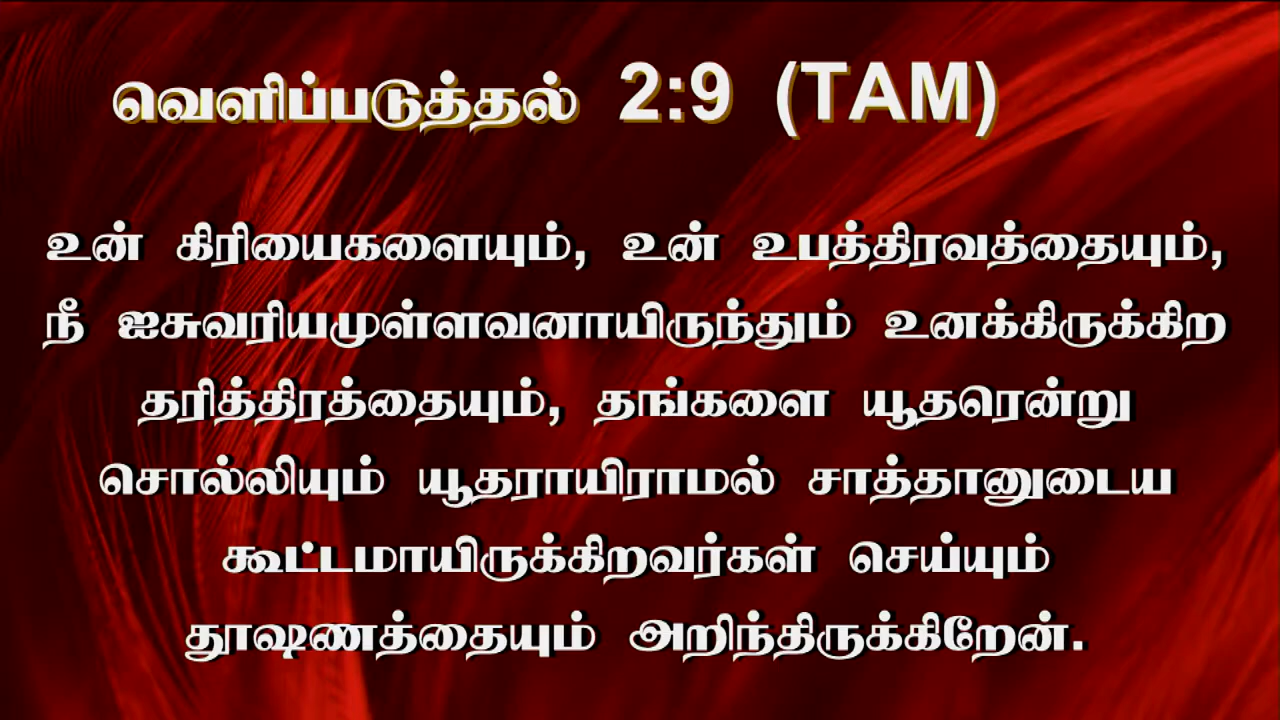 வெளிப்படுத்தல் 2:9 (TAM)
உன் கிரியைகளையும், உன் உபத்திரவத்தையும்,
நீ ஐசுவரியமுள்ளவனாயிருந்தும் உனக்கிருக்கிற
தரித்திரத்தையும், தங்களை யூதரென்று
சொல்லியும் யூதராயிராமல் சாத்தானுடைய
கூட்டமாயிருக்கிறவர்கள் செய்யும்
தூஷணத்தையும் அறிந்திருக்கிறேன்.